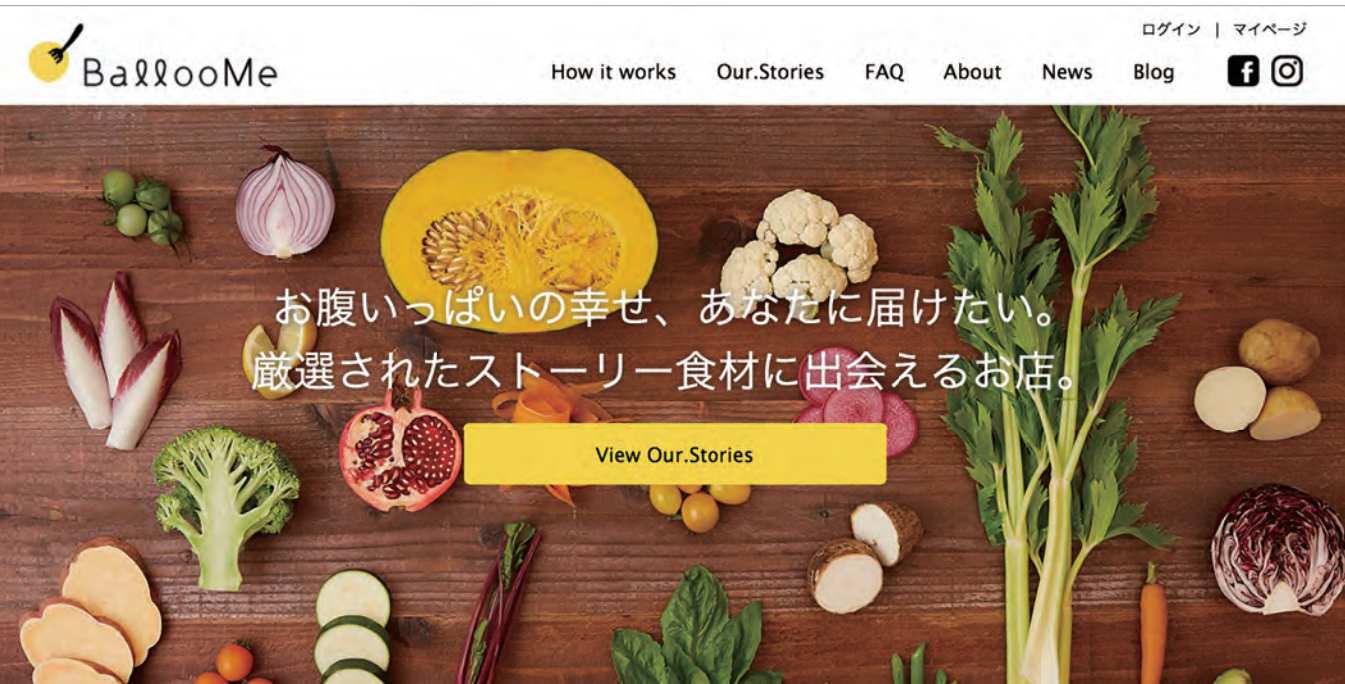 ログイン | マイページ
BallooMe
How it works Our.Stories FAQ About News Blog
お腹いっぱいの幸せ、あなたに届けたい。
厳選されたストーリー食材に出会えるお店。
View Our.Stories